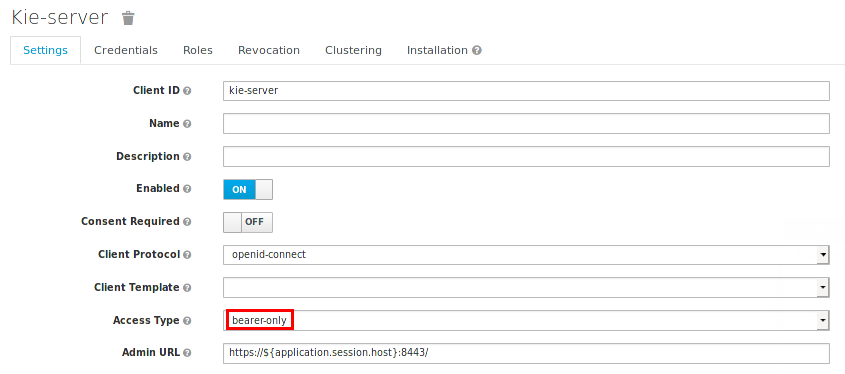 Kie-server
Settings Credentials Roles Revocation Clustering Installation ?
Client ID ? kie-server
Name ?
Description ?
Enabled ? ON
Consent Required ? OFF
Client Protocol ? openid-connect
Client Template ?
Access Type ? bearer-only
Admin URL ? https://${application.session.host}:8443/